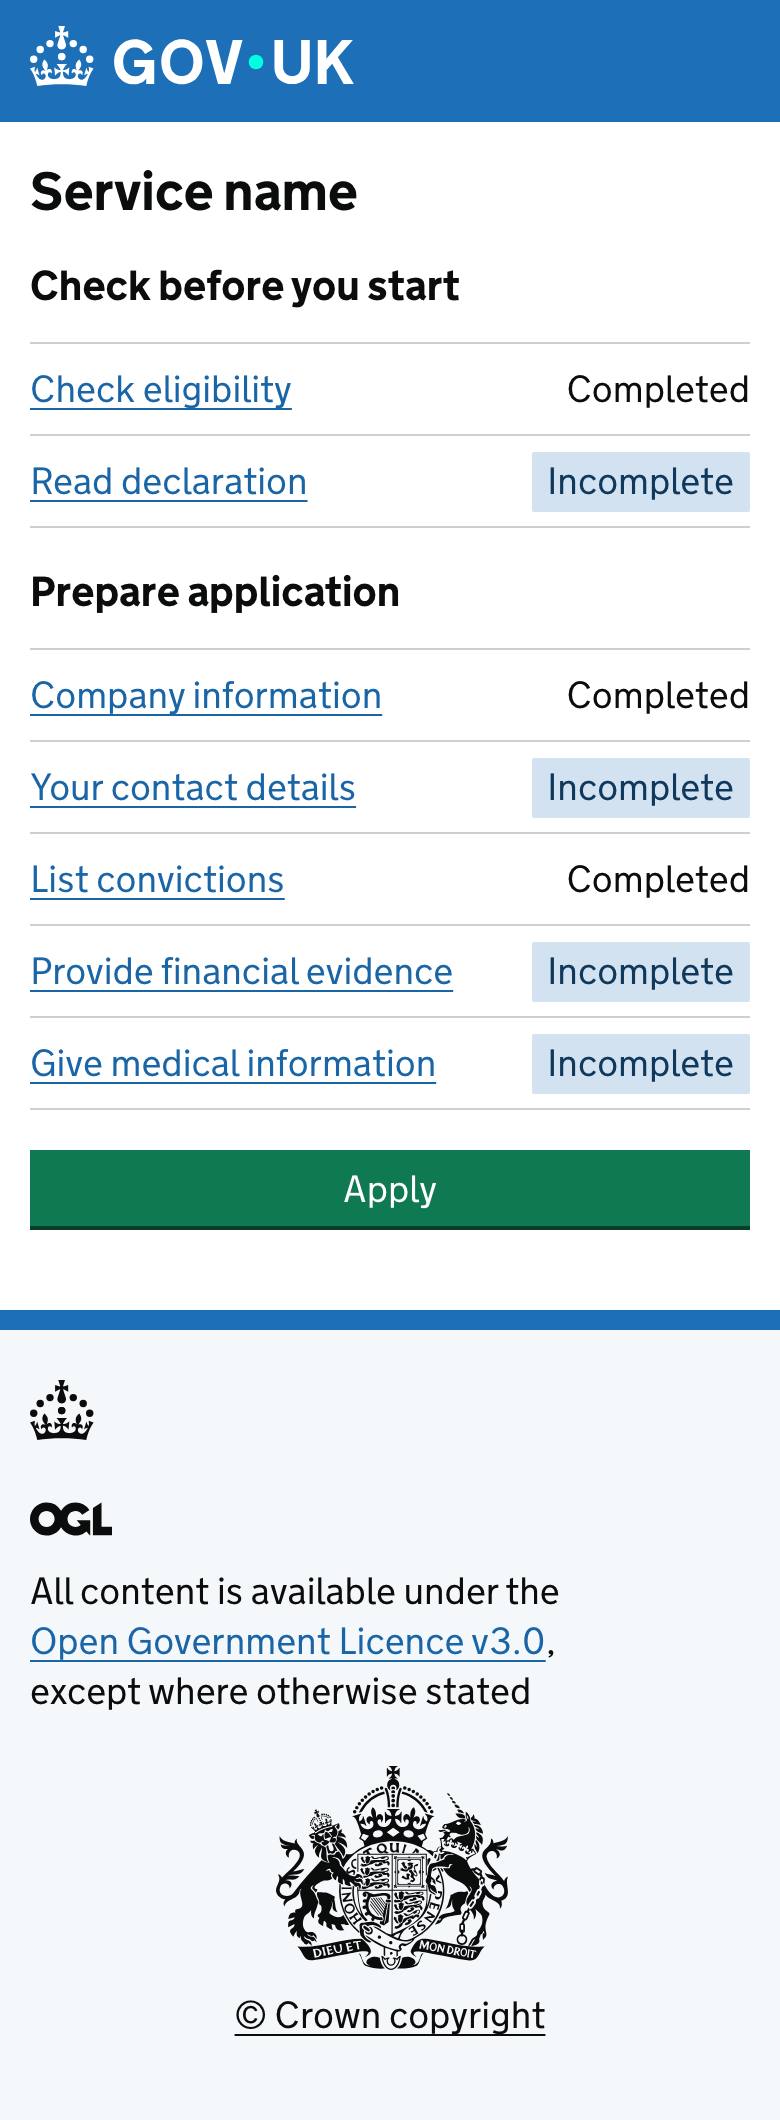 GOV·UK
Service name
Check before you start
Check eligibility Completed
Read declaration Incomplete
Prepare application
Company information Completed
Your contact details Incomplete
List convictions Completed
Provide financial evidence Incomplete
Give medical information Incomplete
Apply
OGL
All content is available under the
Open Government Licence v3.0,
except where otherwise stated
QUI
HONI
PENSE
DIEU ET MON DROIT
© Crown copyright